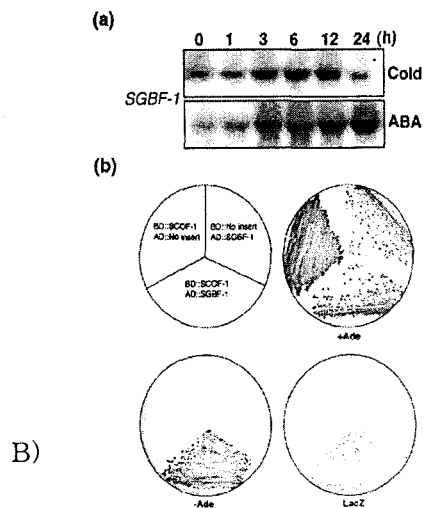 (a)
0 1 3 6 12 24 (h)
Cold
SGBF-1
ABA
(b)
BD::SCOF-1 BD::No insert
AD::No insert AD::SGBF-1
BD::SCOF-1
AD::SGBF-1
+Ade
B)
-Ade LacZ